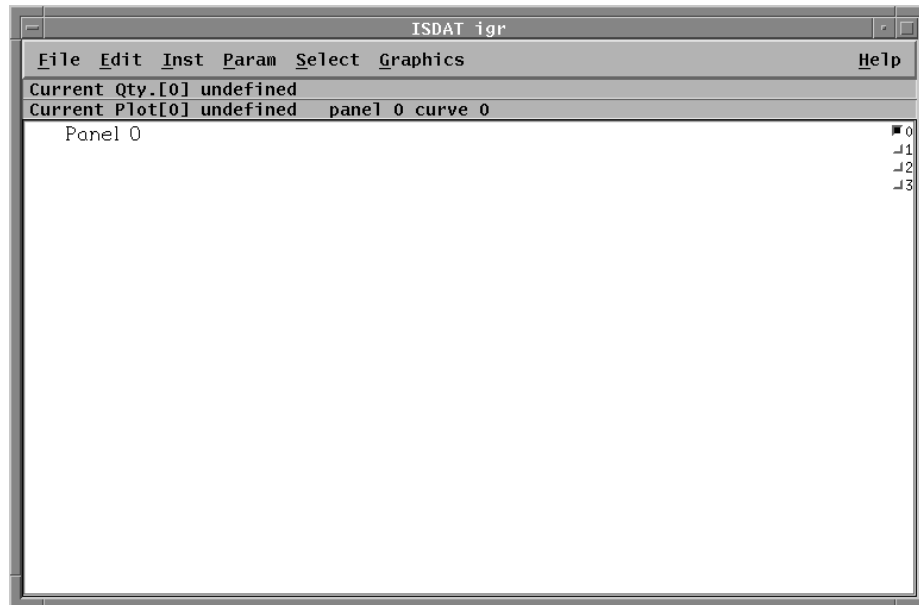 ISDAT igr
File Edit Inst Param Select Graphics Help
Current Qty.[0] undefined
Current Plot[0] undefined panel 0 curve 0
Panel 0
0
1
2
3